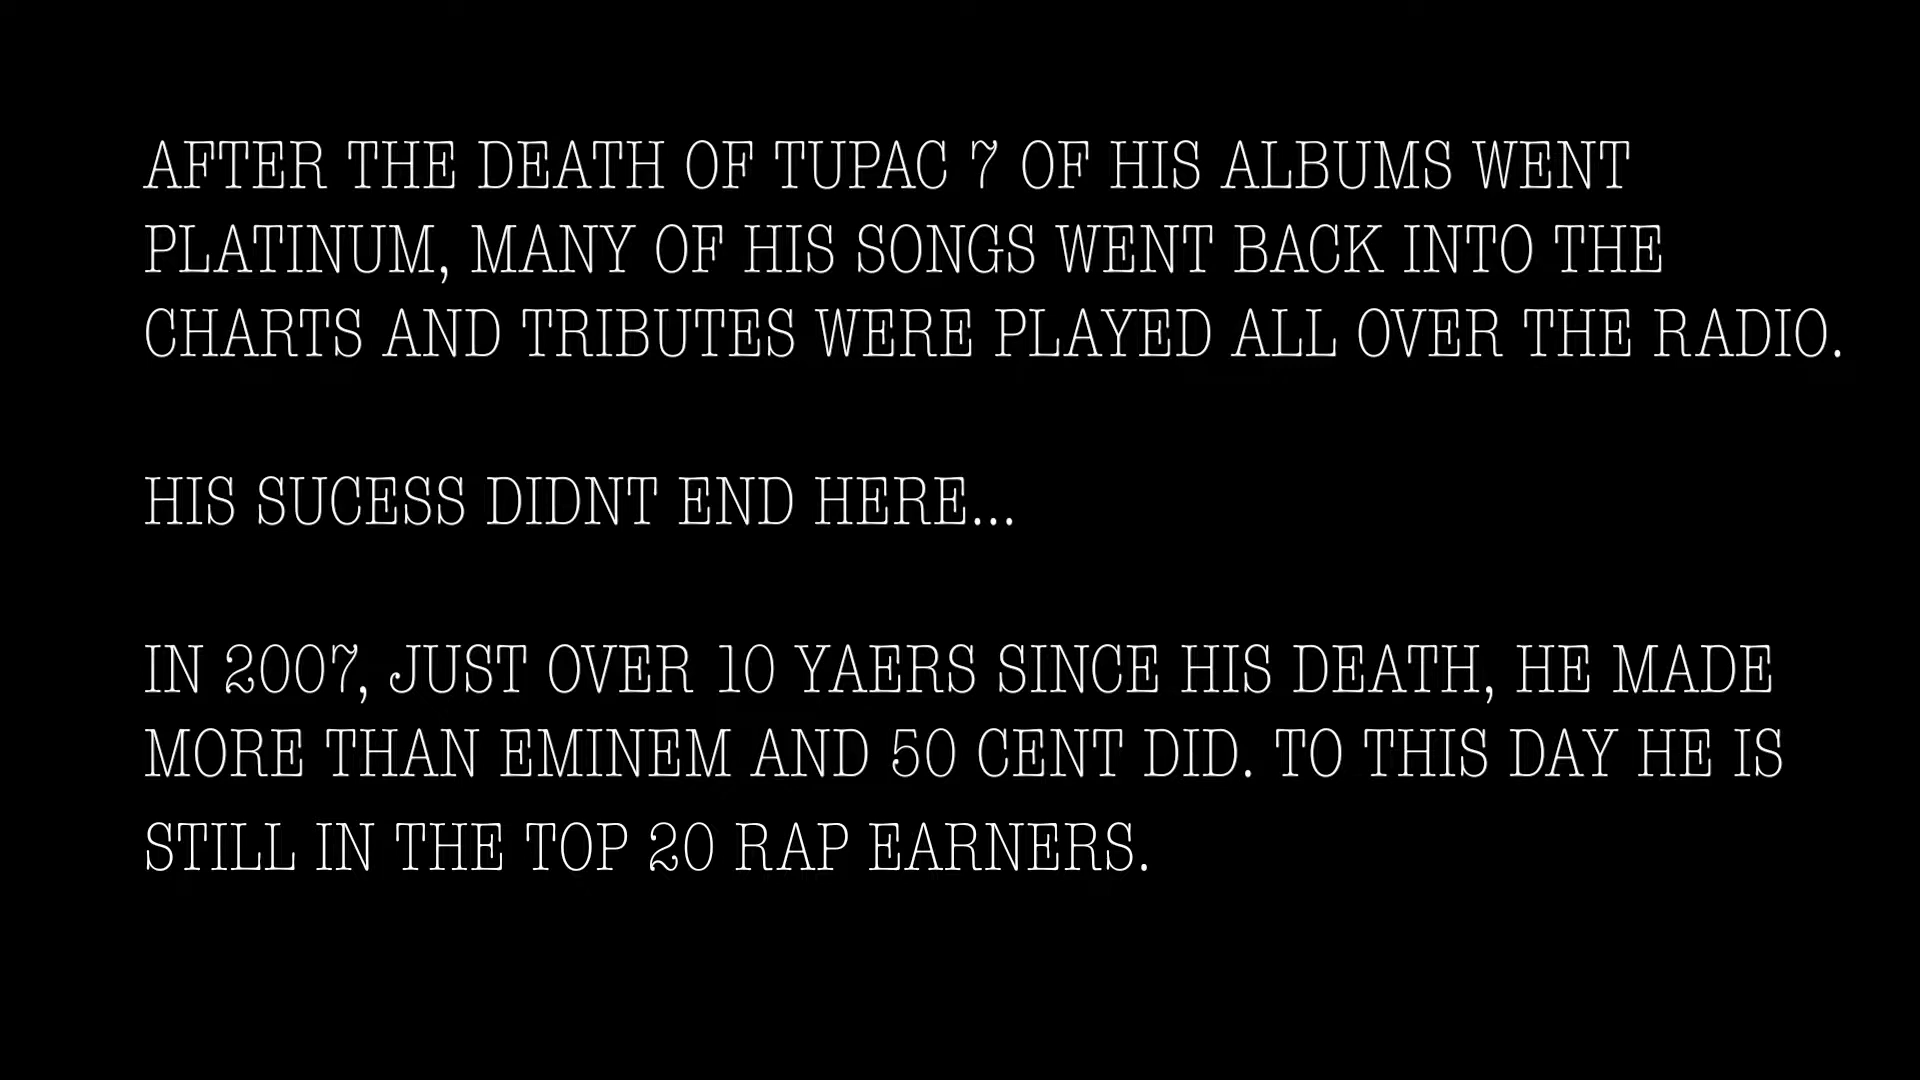 AFTER THE DEATH OF TUPAC 7 OF HIS ALBUMS WENT
PLATINUM, MANY OF HIS SONGS WENT BACK INTO THE
CHARTS AND TRIBUTES WERE PLAYED ALL OVER THE RADIO.
HIS SUCESS DIDNT END HERE...
IN 2007, JUST OVER 10 YAERS SINCE HIS DEATH, HE MADE
MORE THAN EMINEM AND 50 CENT DID. TO THIS DAY HE IS
STILL IN THE TOP 20 RAP EARNERS.